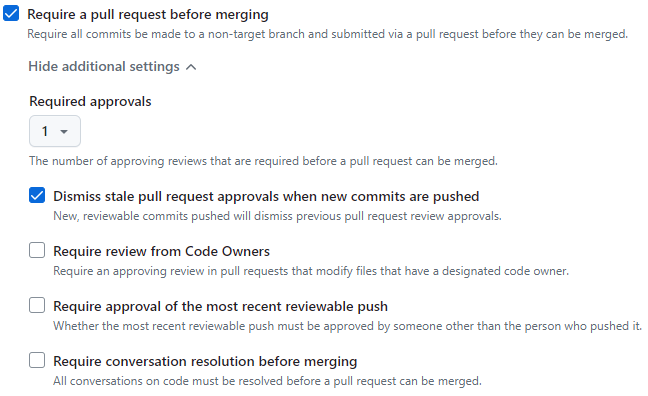 Require a pull request before merging
Require all commits be made to a non-target branch and submitted via a pull request before they can be merged.
Hide additional settings
Required approvals
1
The number of approving reviews that are required before a pull request can be merged.
Dismiss stale pull request approvals when new commits are pushed
New, reviewable commits pushed will dismiss previous pull request review approvals.
Require review from Code Owners
Require an approving review in pull requests that modify files that have a designated code owner.
Require approval of the most recent reviewable push
Whether the most recent reviewable push must be approved by someone other than the person who pushed it.
Require conversation resolution before merging
All conversations on code must be resolved before a pull request can be merged.